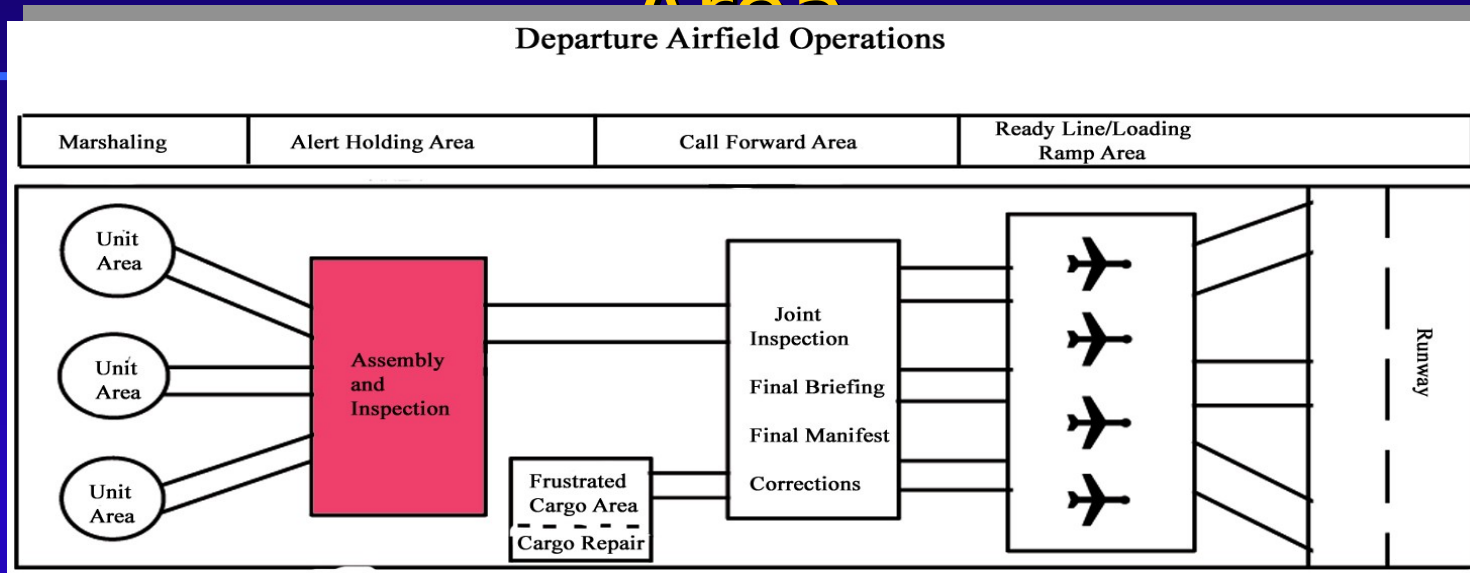 Area
Departure Airfield Operations
Marshaling
Alert Holding Area
Call Forward Area
Ready Line/Loading
Ramp Area
Unit
Area
Unit
Area
Unit
Area
Assembly
and
Inspection
Frustrated
Cargo Area
Cargo Repair
Joint
Inspection
Final Briefing
Final Manifest
Corrections
Runway